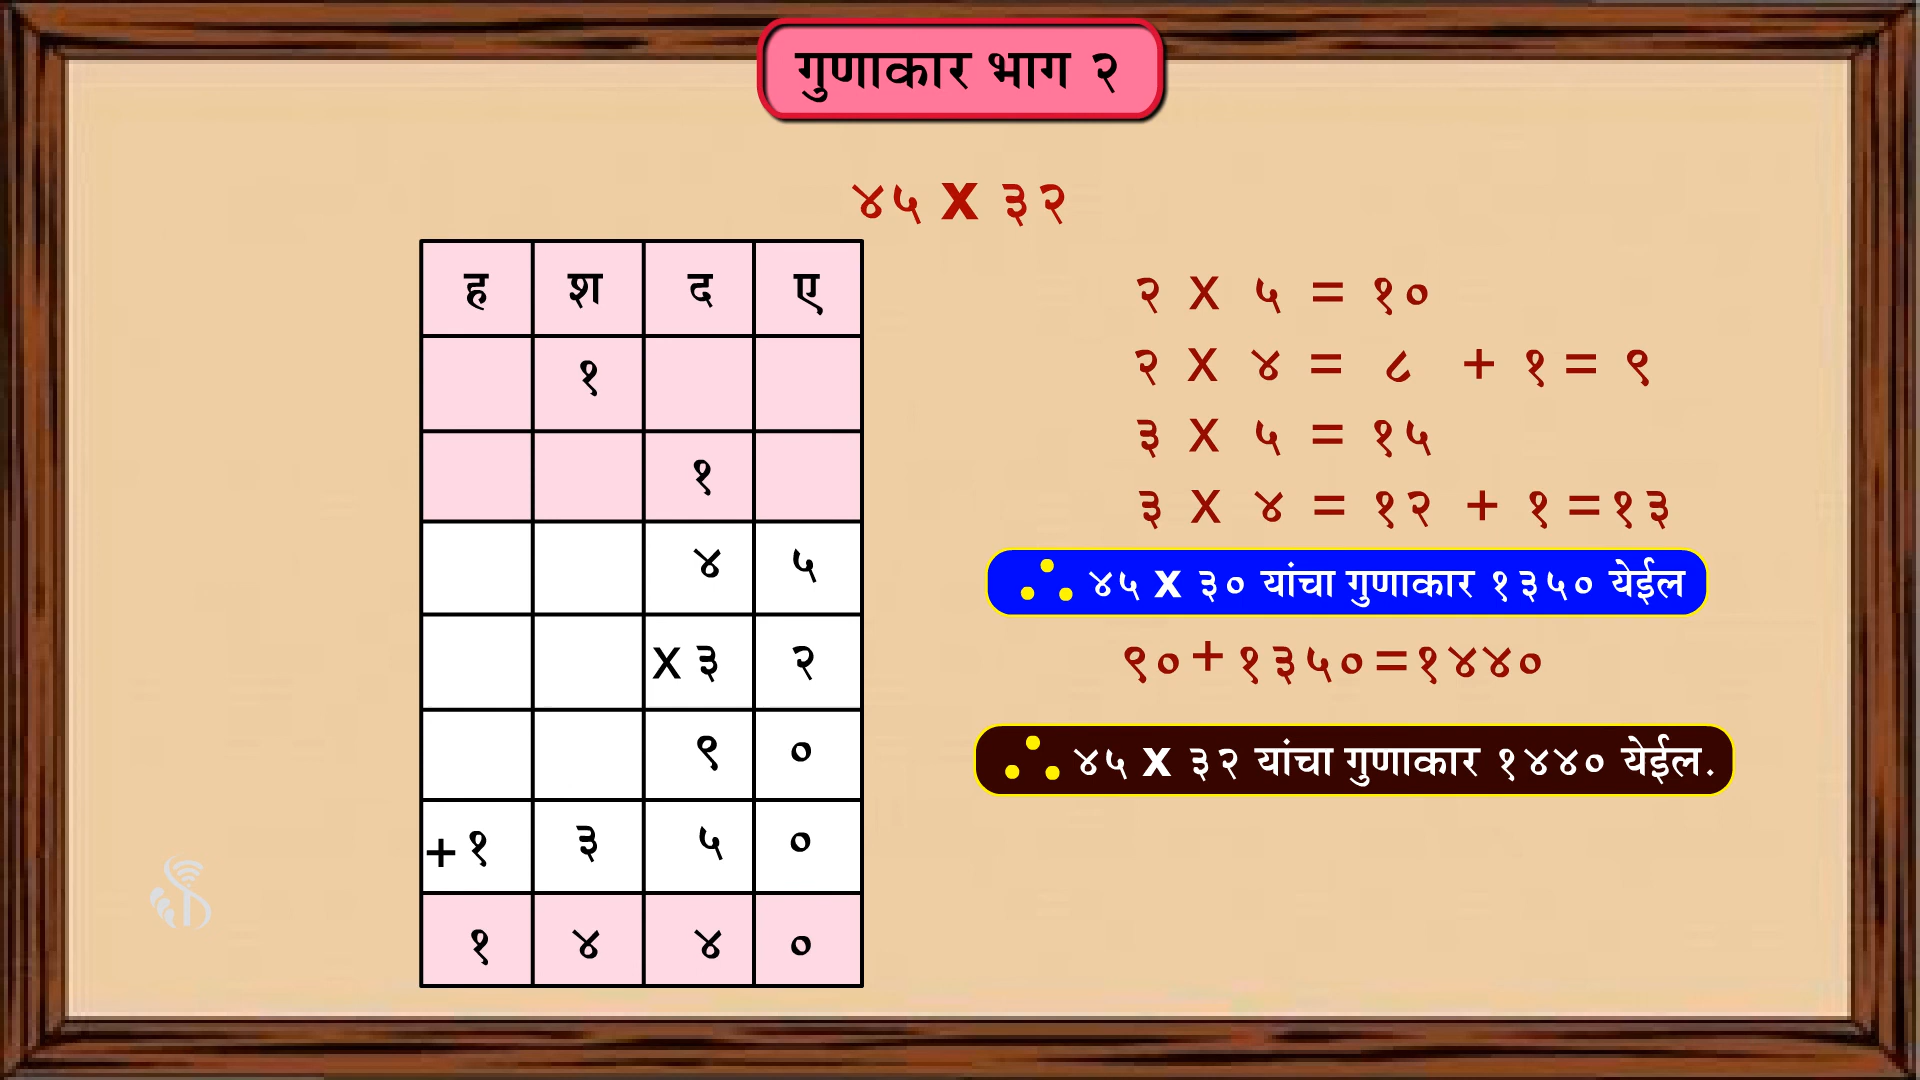 गुणाकार भाग २
४५ x ३२
ह श द ए
१
१
४ ५
x ३ २
९ ०
+ १ ३ ५ ०
१ ४ ४ ०
२ x ५ = १०
२ x ४ = ८ + १ = ९
३ x ५ = १५
३ x ४ = १२ + १ = १३
∴ ४५ x ३० यांचा गुणाकार १३५० येईल
९० + १३५० = १४४०
∴ ४५ x ३२ यांचा गुणाकार १४४० येईल.